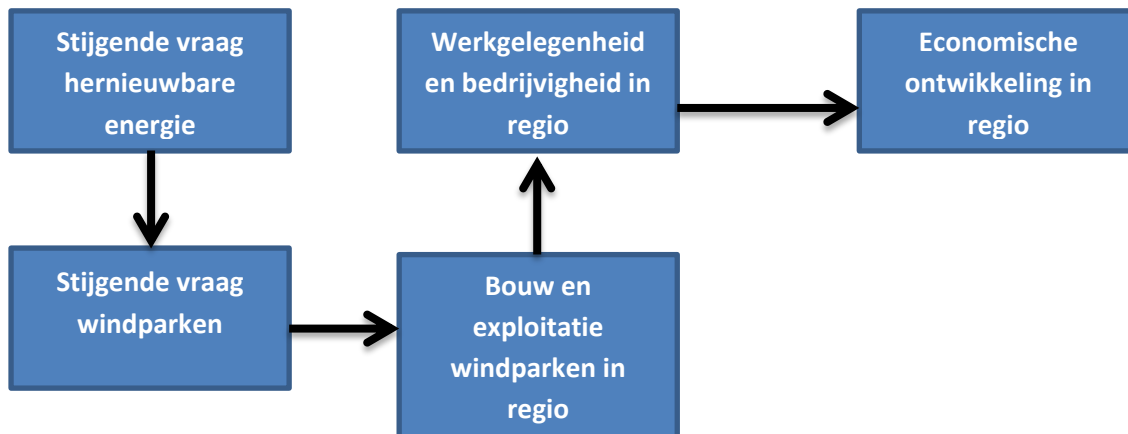 Stijgende vraag
hernieuwbare
energie
Stijgende vraag
windparken
Bouw en
exploitatie
windparken in
regio
Werkgelegenheid
en bedrijvigheid in
regio
Economische
ontwikkeling in
regio